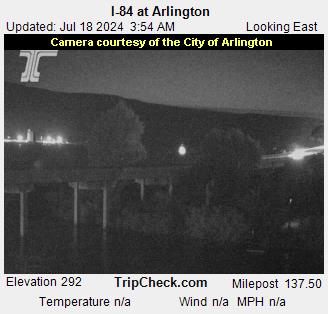 I-84 at Arlington
Updated: Jul 18 2024 3:54 AM Looking East
Camera courtesy of the City of Arlington
Elevation 292 TripCheck.com Milepost 137.50
Temperature n/a Wind n/a MPH n/a